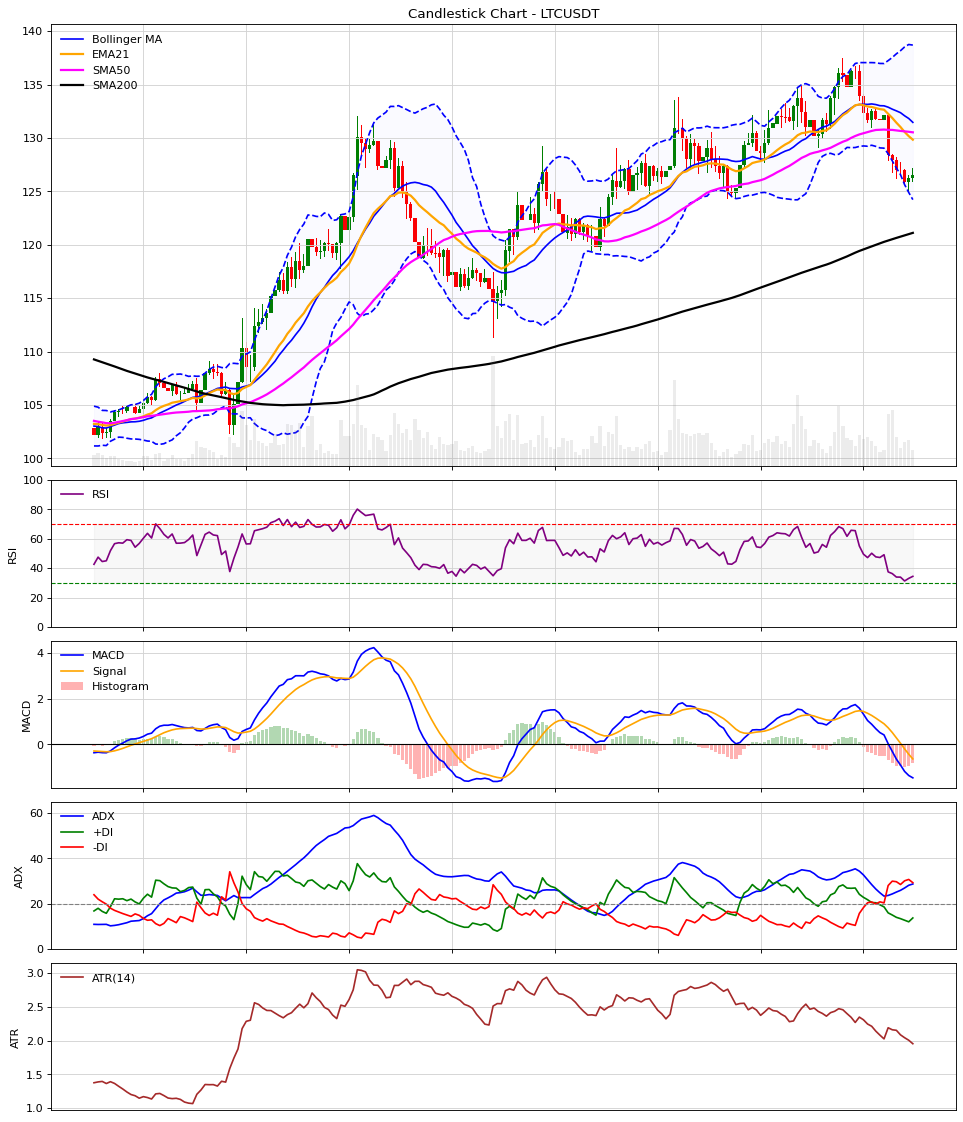 Candlestick Chart - LTCUSDT
Bollinger MA
EMA21
SMA50
SMA200
140
135
130
125
120
115
110
105
100
RSI
RSI
100
80
60
40
20
0
MACD
Signal
Histogram
MACD
4
2
0
ADX
+DI
-DI
ADX
60
40
20
0
ATR(14)
ATR
3.0
2.5
2.0
1.5
1.0